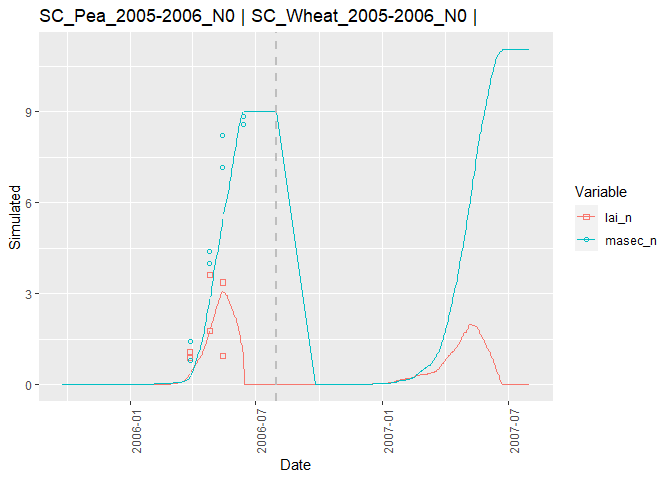 SC_Pea_2005-2006_N0 | SC_Wheat_2005-2006_N0 |
Simulated
9
6
3
0
2006-01
2006-07
2007-01
2007-07
Date
Variable
lai_n
masec_n